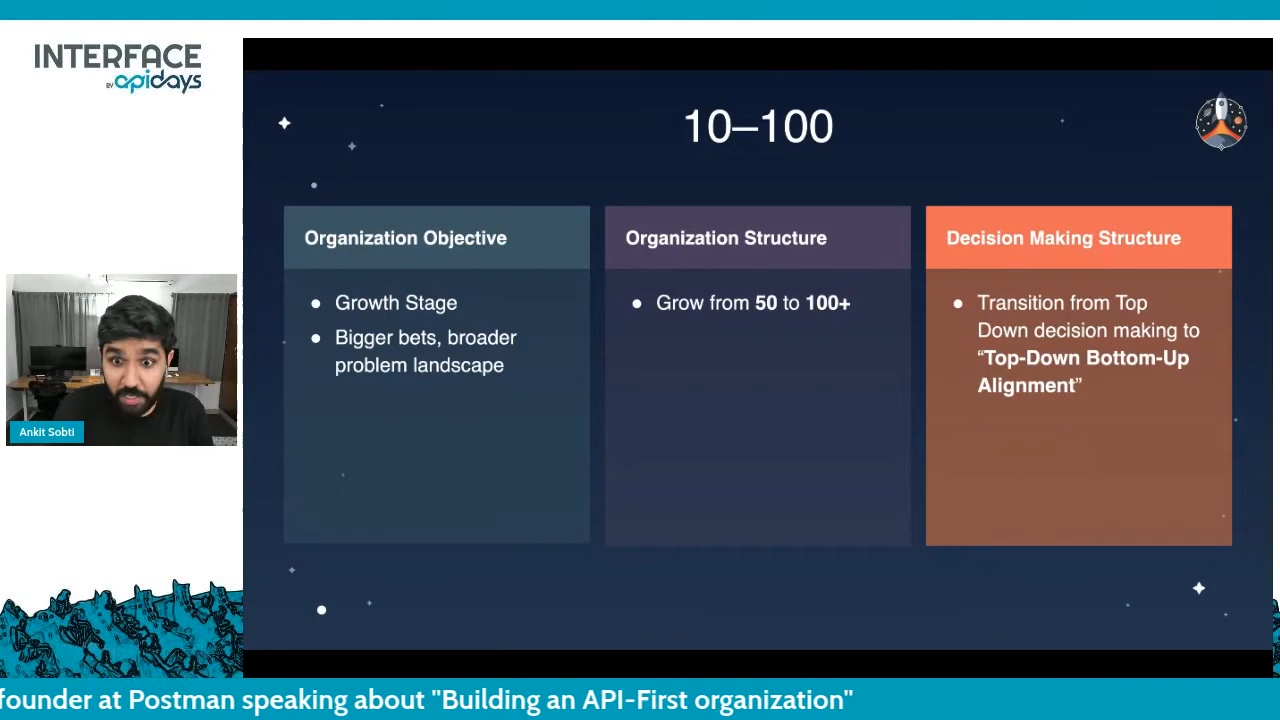 INTERFACE
BY apidays
10–100
Organization Objective
● Growth Stage
● Bigger bets, broader
problem landscape
Organization Structure
● Grow from 50 to 100+
Decision Making Structure
● Transition from Top
Down decision making to
“Top-Down Bottom-Up
Alignment”
Ankit Sobti
founder at Postman speaking about "Building an API-First organization"